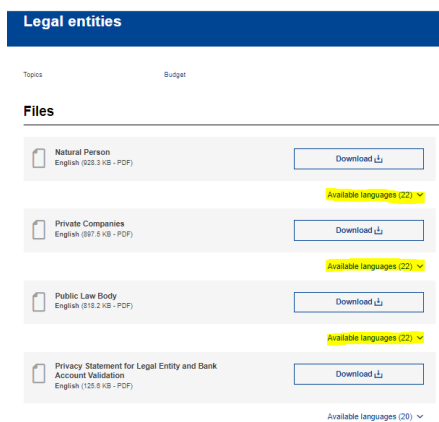 Legal entities
Topics Budget
Files
Natural Person
English (928.3 KB - PDF)
Download
Available languages (22)
Private Companies
English (897.5 KB - PDF)
Download
Available languages (22)
Public Law Body
English (818.2 KB - PDF)
Download
Available languages (22)
Privacy Statement for Legal Entity and Bank
Account Validation
English (125.6 KB - PDF)
Download
Available languages (20)